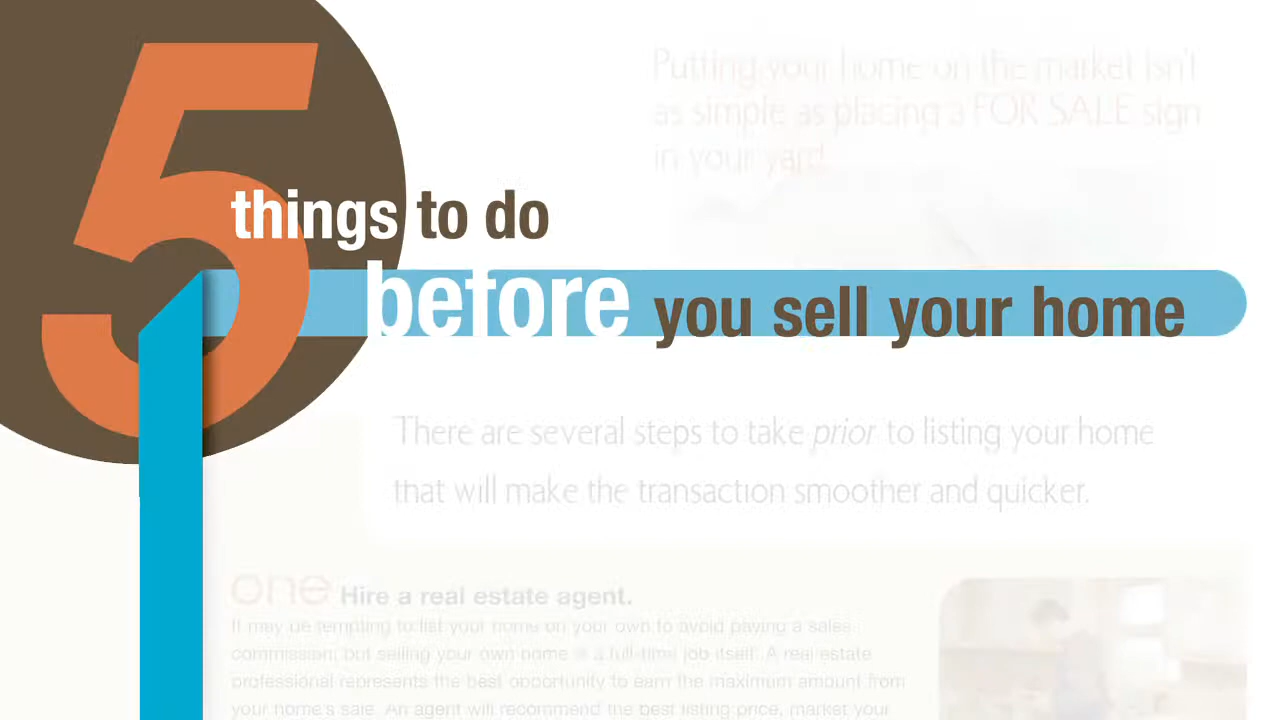 Putting your home on the market isn't
as simple as placing a FOR SALE sign
in your yard.
5
things to do
before you sell your home
There are several steps to take prior to listing your home
that will make the transaction smoother and quicker.
one Hire a real estate agent.
It may be tempting to list your home on your own to avoid paying a sales
commission, but selling your own home is a full-time job itself. A real estate
professional represents the best opportunity to earn the maximum amount from
your home's sale. An agent will recommend the best listing price, market your